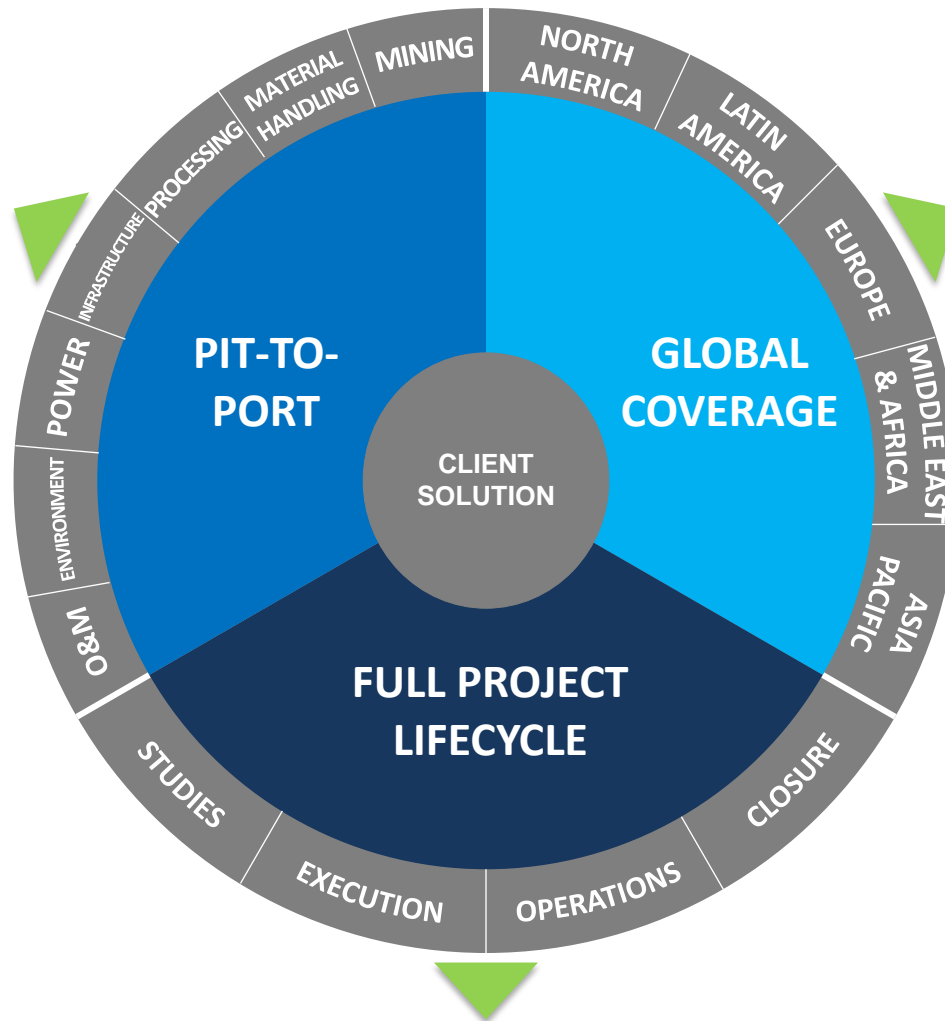 MINING
MATERIAL
HANDLING
PROCESSING
INFRASTRUCTURE
POWER
ENVIRONMENT
O&M
NORTH
AMERICA
LATIN
AMERICA
EUROPE
MIDDLE EAST
& AFRICA
ASIA
PACIFIC
PIT-TO-
PORT
GLOBAL
COVERAGE
CLIENT
SOLUTION
FULL PROJECT
LIFECYCLE
STUDIES
EXECUTION
OPERATIONS
CLOSURE